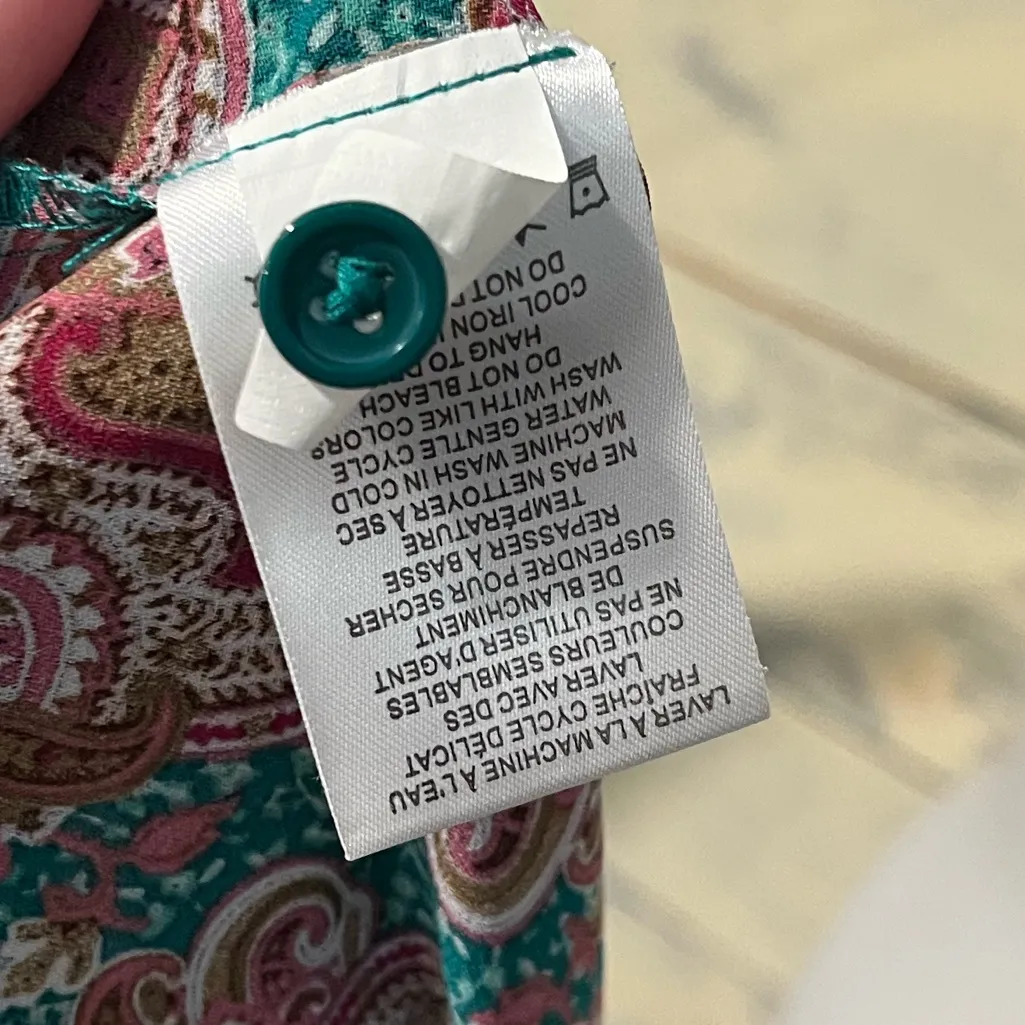 LAVER À LA MACHINE À L'EAU
FRAÎCHE CYCLE DÉLICAT
LAVER AVEC DES
COULEURS SEMBLABLES
NE PAS UTILISER D'AGENT
DE BLANCHIMENT
SUSPENDRE POUR SÉCHER
REPASSER À BASSE
TEMPÉRATURE
NE PAS NETTOYER À SEC
MACHINE WASH IN COLD
WATER GENTLE CYCLE
WASH WITH LIKE COLORS
DO NOT BLEACH
HANG TO
COOL IRON
DO NOT